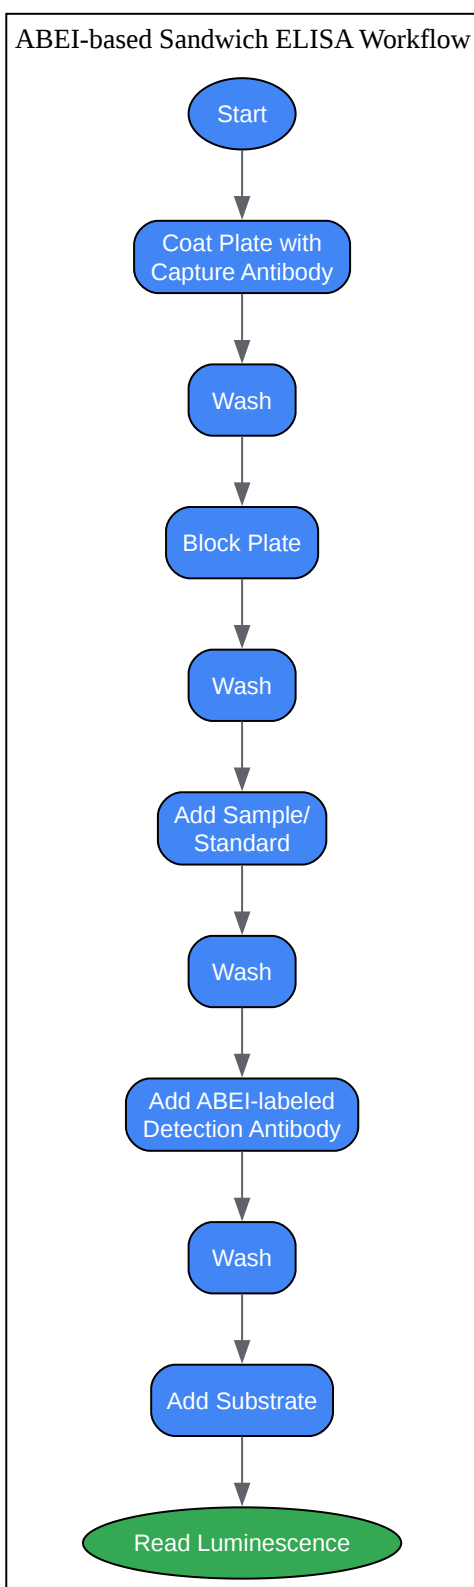 ABEI-based Sandwich ELISA Workflow
Start
Coat Plate with
Capture Antibody
Wash
Block Plate
Wash
Add Sample/
Standard
Wash
Add ABEI-labeled
Detection Antibody
Wash
Add Substrate
Read Luminescence